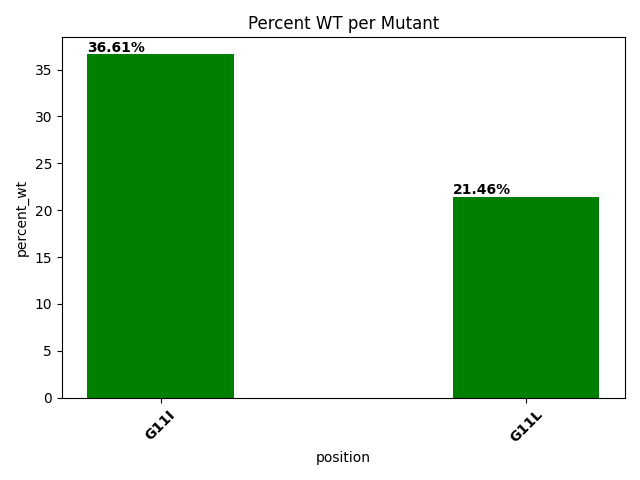 Percent WT per Mutant
36.61%
21.46%
percent_wt
35
30
25
20
15
10
5
0
G11I
G11L
position